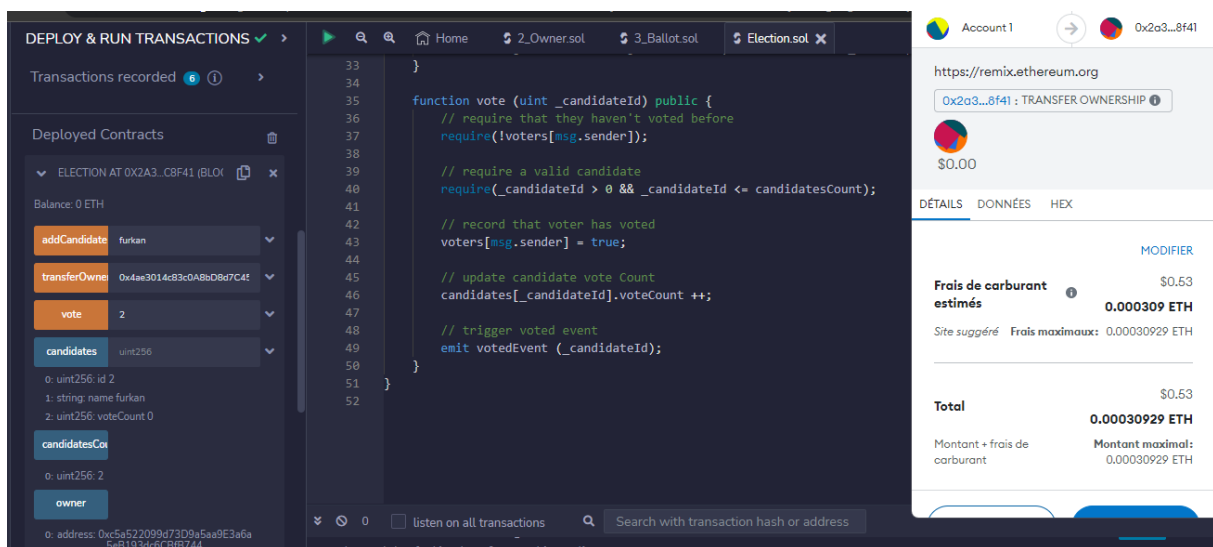 DEPLOY & RUN TRANSACTIONS
Transactions recorded 6 i
Deployed Contracts
ELECTION AT 0X2A3...C8F41 (BLOC
Balance: 0 ETH
addCandidate furkan
transferOwner 0x4ae3014c83c0A8bD8d7C45
vote 2
candidates uint256
0: uint256: id 2
1: string: name furkan
2: uint256: voteCount 0
candidatesCou
0: uint256: 2
owner
0: address: 0xc5a522099d73D9a5aa9E3a6a
Home 2_Owner.sol 3_Ballot.sol Election.sol
33 }
34
35 function vote (uint _candidateId) public {
36 // require that they haven't voted before
37 require(!voters[msg.sender]);
38
39 // require a valid candidate
40 require(_candidateId > 0 && _candidateId <= candidatesCount);
41
42 // record that voter has voted
43 voters[msg.sender] = true;
44
45 // update candidate vote Count
46 candidates[_candidateId].voteCount ++;
47
48 // trigger voted event
49 emit votedEvent (_candidateId);
50 }
51 }
52
0 listen on all transactions Search with transaction hash or address
Account 1 0x2a3...8f41
https://remix.ethereum.org
0x2a3...8f41 : TRANSFER OWNERSHIP
$0.00
DÉTAILS DONNÉES HEX
MODIFIER
Frais de carburant estimés $0.53
0.000309 ETH
Site suggéré Frais maximaux: 0.00030929 ETH
$0.53
Total
0.00030929 ETH
Montant + frais de carburant Montant maximal:
0.00030929 ETH